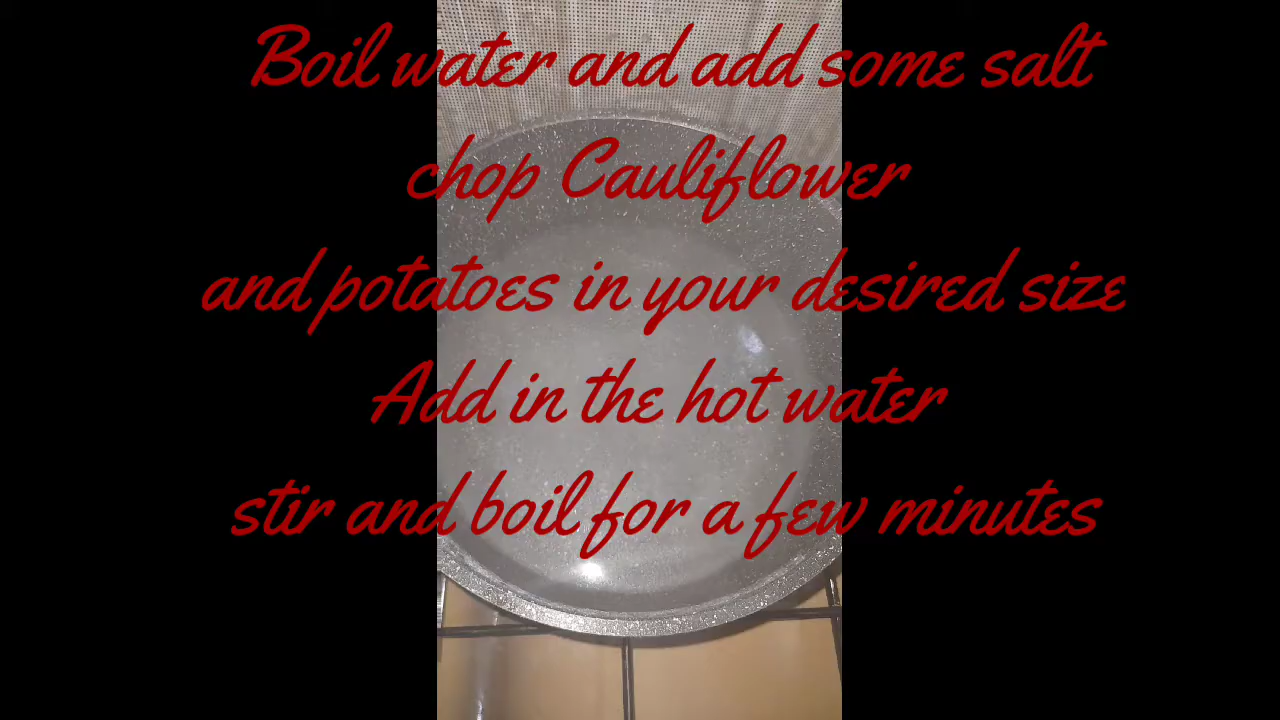 Boil water and add some salt
chop Cauliflower
and potatoes in your desired size
Add in the hot water
stir and boil for a few minutes